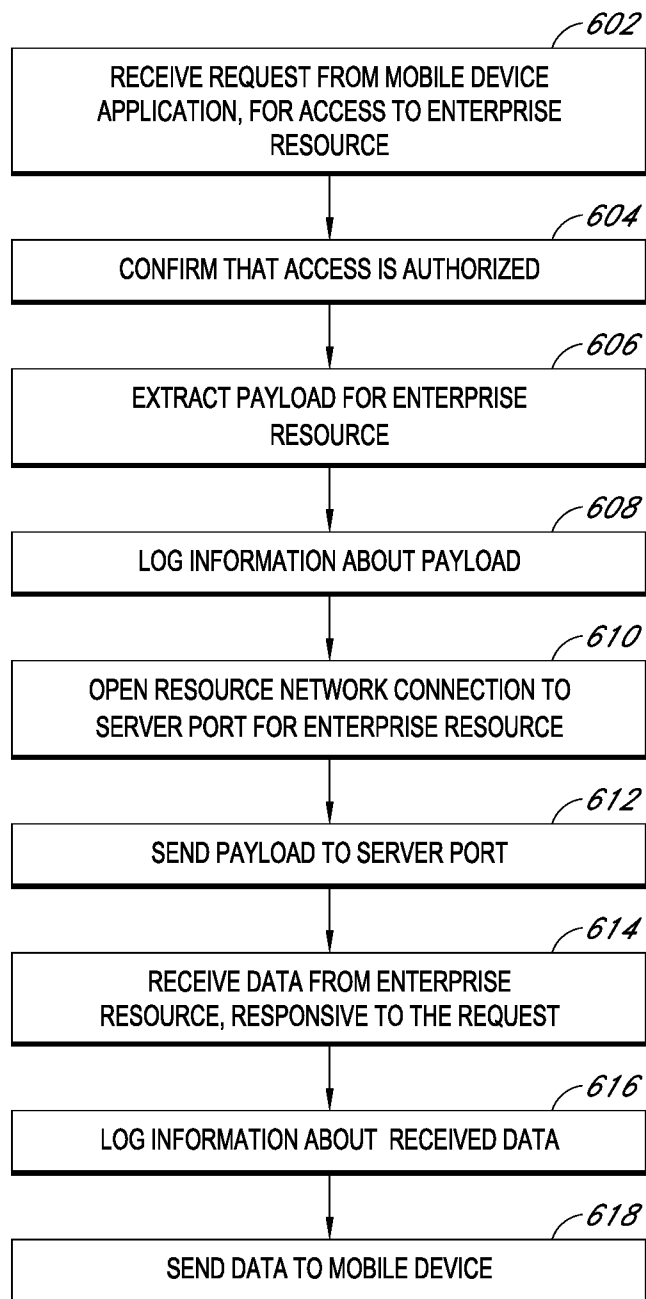 602
RECEIVE REQUEST FROM MOBILE DEVICE
APPLICATION, FOR ACCESS TO ENTERPRISE
RESOURCE
604
CONFIRM THAT ACCESS IS AUTHORIZED
606
EXTRACT PAYLOAD FOR ENTERPRISE
RESOURCE
608
LOG INFORMATION ABOUT PAYLOAD
610
OPEN RESOURCE NETWORK CONNECTION TO
SERVER PORT FOR ENTERPRISE RESOURCE
612
SEND PAYLOAD TO SERVER PORT
614
RECEIVE DATA FROM ENTERPRISE
RESOURCE, RESPONSIVE TO THE REQUEST
616
LOG INFORMATION ABOUT RECEIVED DATA
618
SEND DATA TO MOBILE DEVICE